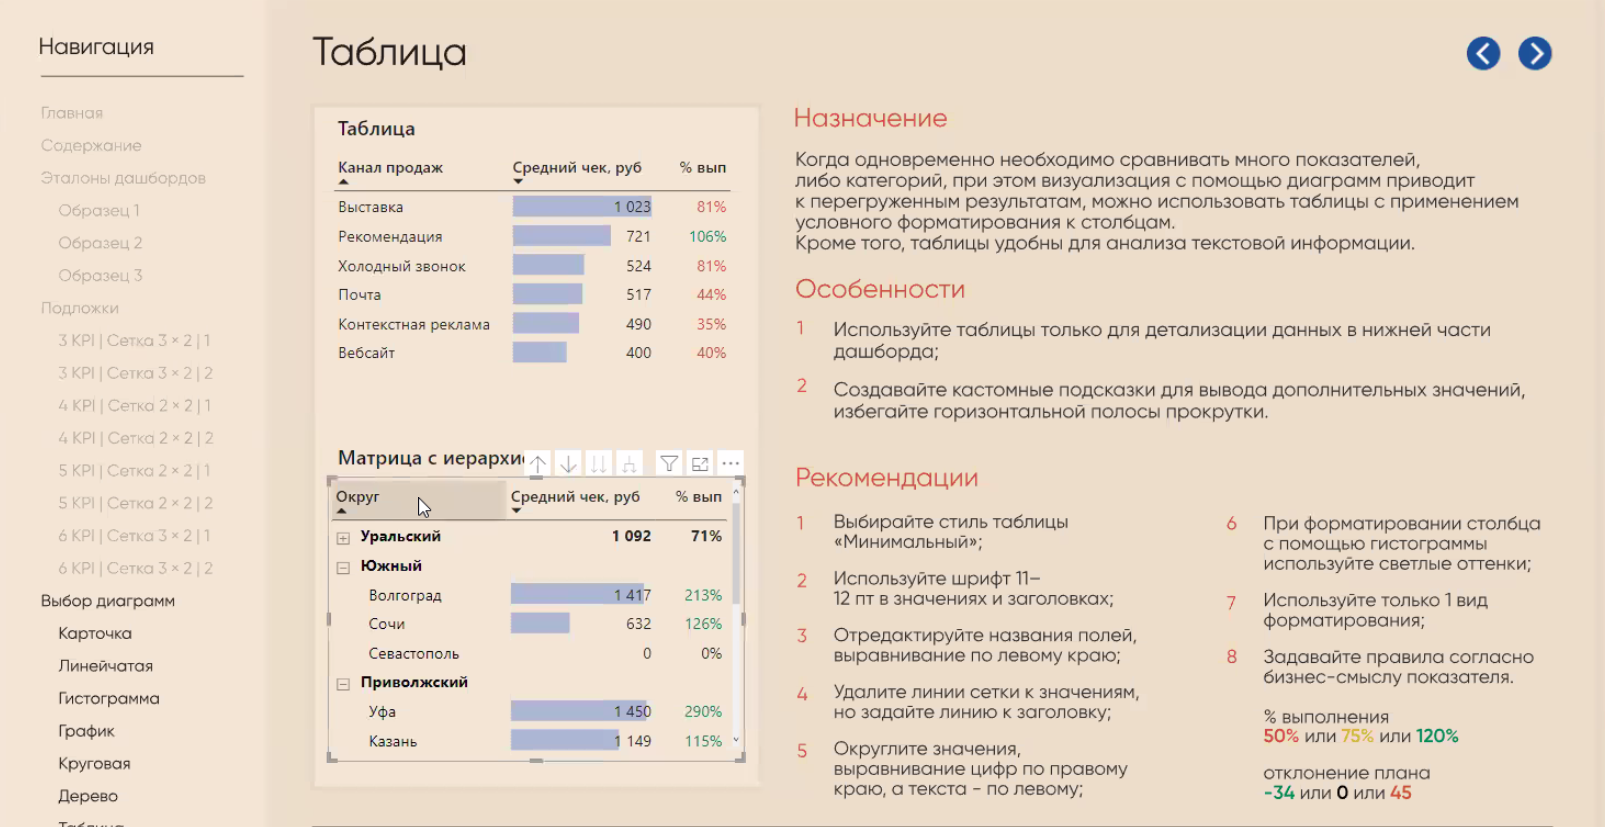 Навигация
Главная
Содержание
Эталоны дашбордов
Образец 1
Образец 2
Образец 3
Подложки
3 KPI | Сетка 3 × 2 | 1
3 KPI | Сетка 3 × 2 | 2
4 KPI | Сетка 2 × 2 | 1
4 KPI | Сетка 2 × 2 | 2
5 KPI | Сетка 2 × 2 | 1
5 KPI | Сетка 2 × 2 | 2
6 KPI | Сетка 3 × 2 | 1
6 KPI | Сетка 3 × 2 | 2
Выбор диаграмм
Карточка
Линейчатая
Гистограмма
График
Круговая
Дерево
Таблица
Таблица
Таблица
Канал продаж Средний чек, руб % вып
Выставка 1 023 81%
Рекомендация 721 106%
Холодный звонок 524 81%
Почта 517 44%
Контекстная реклама 490 35%
Вебсайт 400 40%
Матрица с иерархи
Округ Средний чек, руб % вып
Уральский 1 092 71%
Южный
Волгоград 1 417 213%
Сочи 632 126%
Севастополь 0 0%
Приволжский
Уфа 1 450 290%
Казань 1 149 115%
Назначение
Когда одновременно необходимо сравнивать много показателей,
либо категорий, при этом визуализация с помощью диаграмм приводит
к перегруженным результатам, можно использовать таблицы с применением
условного форматирования к столбцам.
Кроме того, таблицы удобны для анализа текстовой информации.
Особенности
1 Используйте таблицы только для детализации данных в нижней части
дашборда;
2 Создавайте кастомные подсказки для вывода дополнительных значений,
избегайте горизонтальной полосы прокрутки.
Рекомендации
1 Выбирайте стиль таблицы
«Минимальный»;
2 Используйте шрифт 11–
12 пт в значениях и заголовках;
3 Отредактируйте названия полей,
выравнивание по левому краю;
4 Удалите линии сетки к значениям,
но задайте линию к заголовку;
5 Округлите значения,
выравнивание цифр по правому
краю, а текста - по левому;
6 При форматировании столбца
с помощью гистограммы
используйте светлые оттенки;
7 Используйте только 1 вид
форматирования;
8 Задавайте правила согласно
бизнес-смыслу показателя.
% выполнения
50% или 75% или 120%
отклонение плана
-34 или 0 или 45